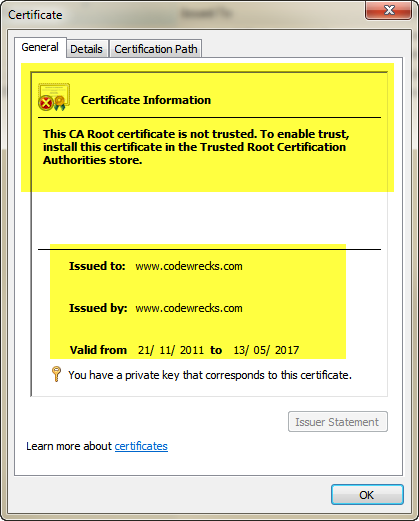 Certificate
General Details Certification Path
Certificate Information
This CA Root certificate is not trusted. To enable trust,
install this certificate in the Trusted Root Certification
Authorities store.
Issued to: www.codewrecks.com
Issued by: www.codewrecks.com
Valid from 21/ 11/ 2011 to 13/ 05/ 2017
You have a private key that corresponds to this certificate.
Issuer Statement
Learn more about certificates
OK